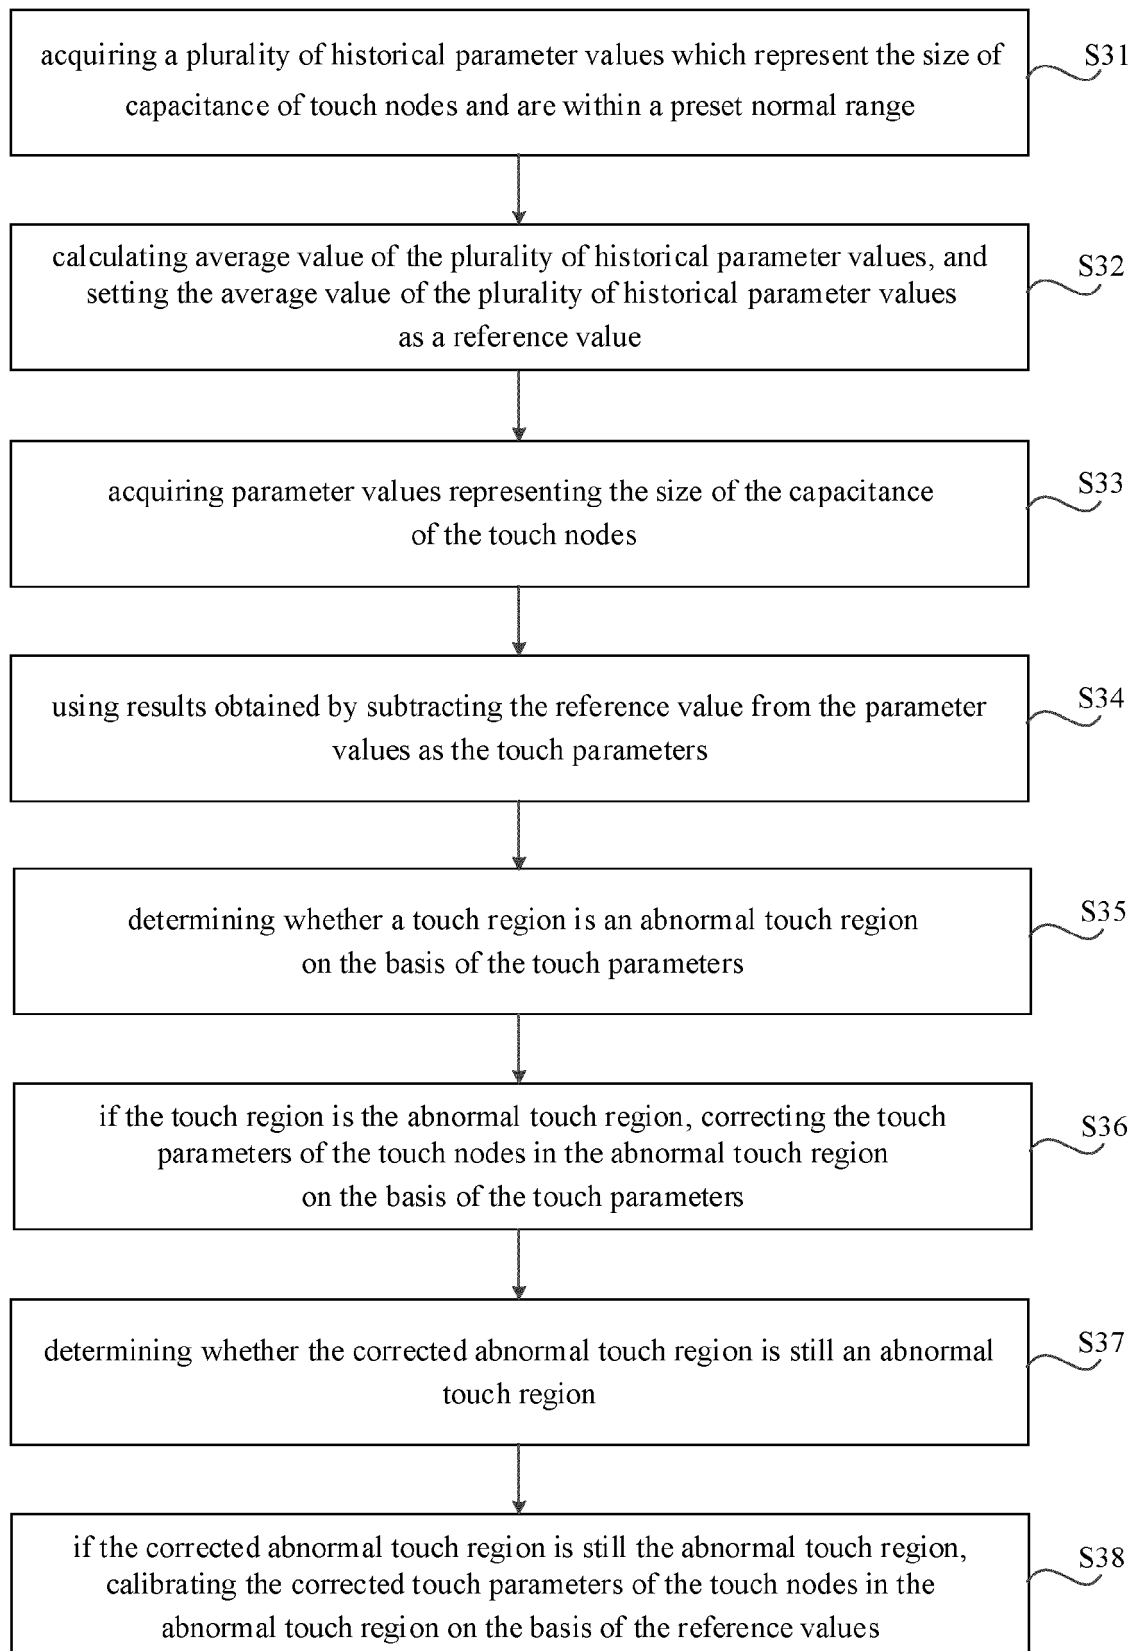 acquiring a plurality of historical parameter values which represent the size of
capacitance of touch nodes and are within a preset normal range
S31
calculating average value of the plurality of historical parameter values, and
setting the average value of the plurality of historical parameter values
as a reference value
S32
acquiring parameter values representing the size of the capacitance
of the touch nodes
S33
using results obtained by subtracting the reference value from the parameter
values as the touch parameters
S34
determining whether a touch region is an abnormal touch region
on the basis of the touch parameters
S35
if the touch region is the abnormal touch region, correcting the touch
parameters of the touch nodes in the abnormal touch region
on the basis of the touch parameters
S36
determining whether the corrected abnormal touch region is still an abnormal
touch region
S37
if the corrected abnormal touch region is still the abnormal touch region,
calibrating the corrected touch parameters of the touch nodes in the
abnormal touch region on the basis of the reference values
S38